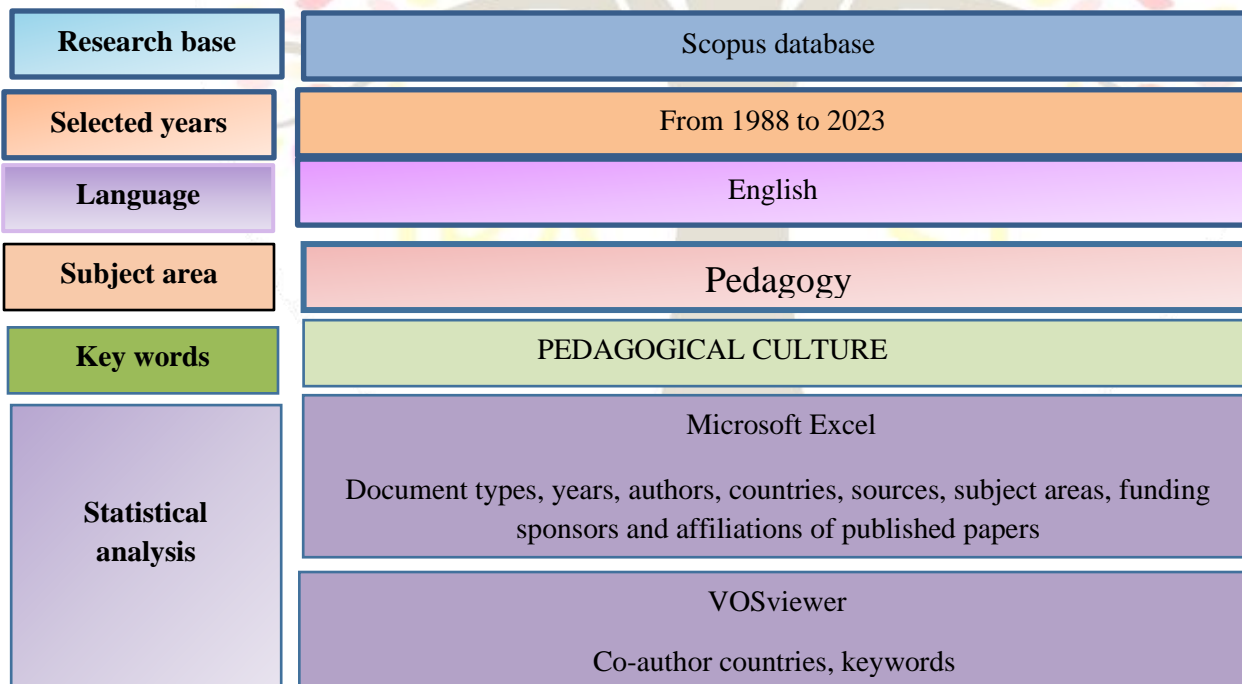 Research base
Scopus database
Selected years
From 1988 to 2023
Language
English
Subject area
Pedagogy
Key words
PEDAGOGICAL CULTURE
Statistical
analysis
Microsoft Excel
Document types, years, authors, countries, sources, subject areas, funding
sponsors and affiliations of published papers
VOSviewer
Co-author countries, keywords